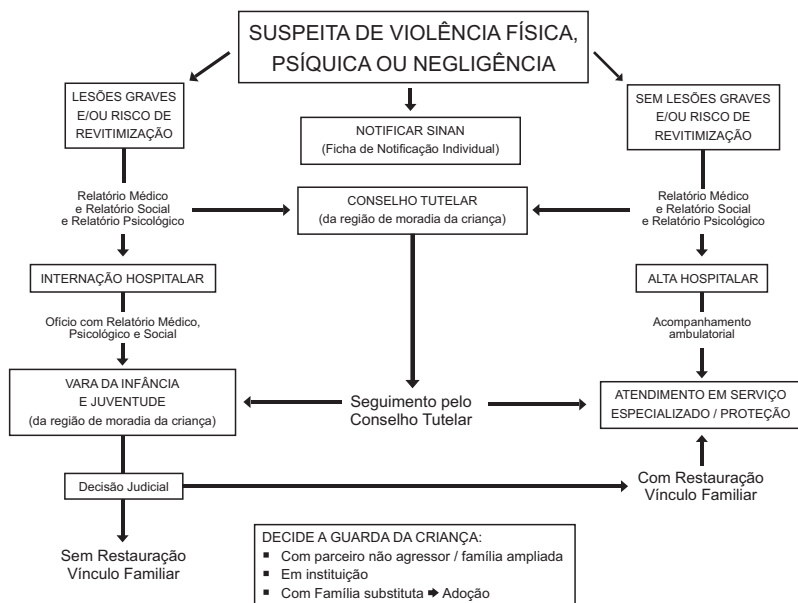 SUSPEITA DE VIOLÊNCIA FÍSICA,
PSÍQUICA OU NEGLIGÊNCIA
LESÕES GRAVES
E/OU RISCO DE
REVITIMIZAÇÃO
NOTIFICAR SINAN
(Ficha de Notificação Individual)
SEM LESÕES GRAVES
E/OU RISCO DE
REVITIMIZAÇÃO
Relatório Médico
e Relatório Social
e Relatório Psicológico
CONSELHO TUTELAR
(da região de moradia da criança)
Relatório Médico
e Relatório Social
e Relatório Psicológico
INTERNAÇÃO HOSPITALAR
ALTA HOSPITALAR
Ofício com Relatório Médico,
Psicológico e Social
Acompanhamento
ambulatorial
VARA DA INFÂNCIA
E JUVENTUDE
(da região de moradia da criança)
Seguimento pelo
Conselho Tutelar
ATENDIMENTO EM SERVIÇO
ESPECIALIZADO / PROTEÇÃO
Decisão Judicial
Com Restauração
Vínculo Familiar
Sem Restauração
Vínculo Familiar
DECIDE A GUARDA DA CRIANÇA:
▪ Com parceiro não agressor / família ampliada
▪ Em instituição
▪ Com Família substituta ➡ Adoção